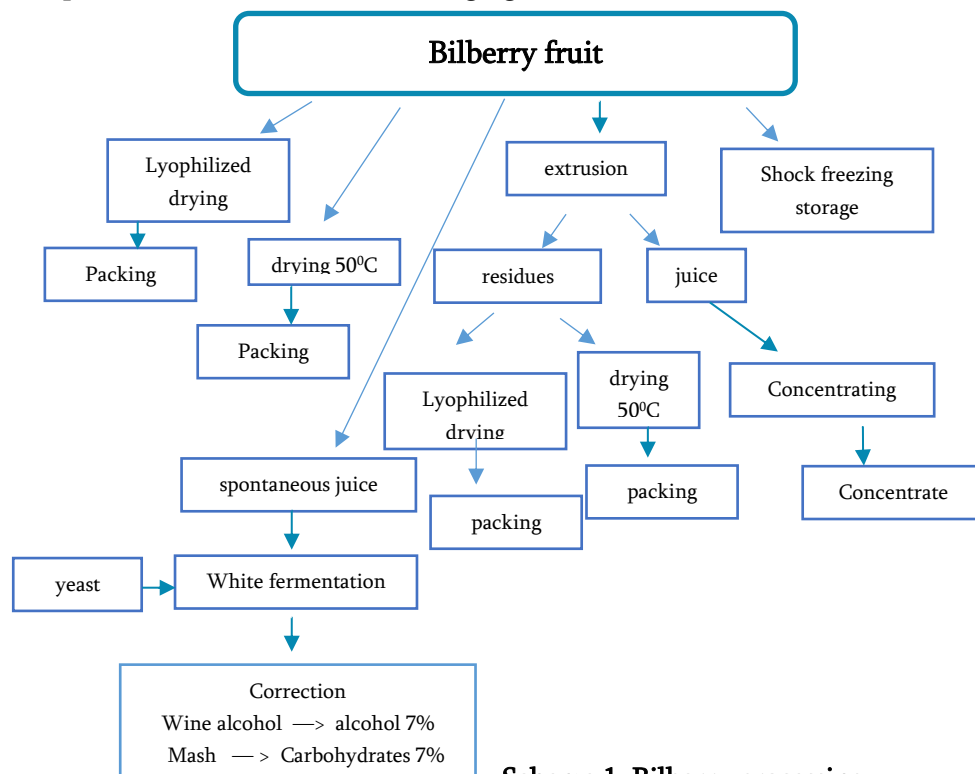 Bilberry fruit
Lyophilized
drying
extrusion
Shock freezing
storage
Packing
drying 50⁰C
residues
juice
Packing
Lyophilized
drying
drying
50⁰C
Concentrating
spontaneous juice
packing
packing
Concentrate
yeast
White fermentation
Correction
Wine alcohol —> alcohol 7%
Mash — > Carbohydrates 7%